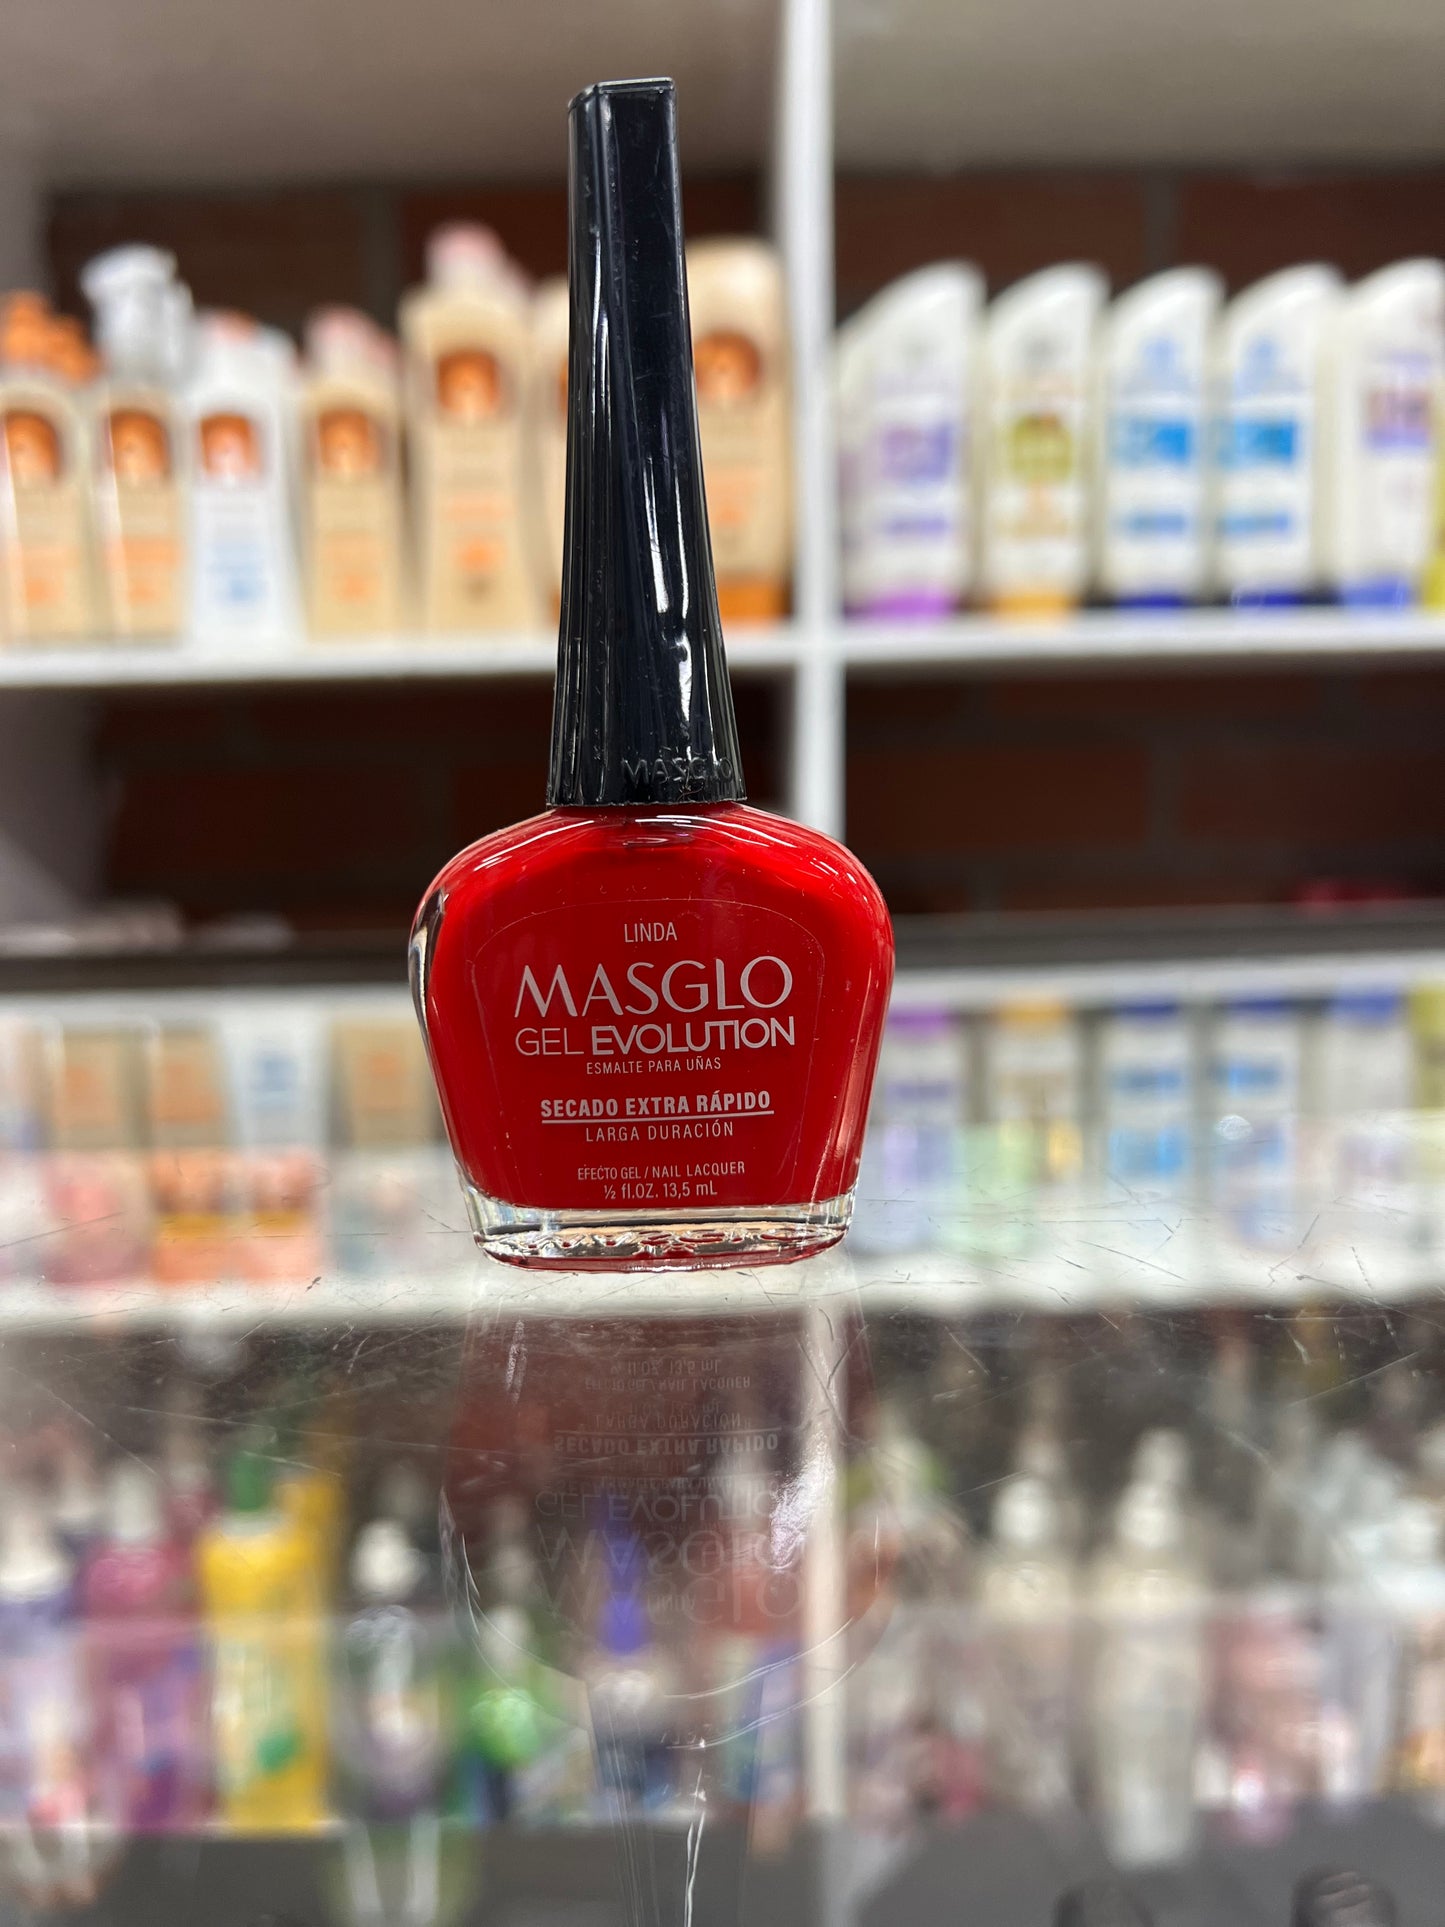 MASGLO
LINDA
MASGLO
GEL EVOLUTION
ESMALTE PARA UÑAS
SECADO EXTRA RÁPIDO
LARGA DURACIÓN
EFECTO GEL / NAIL LACQUER
½ fl.OZ. 13,5 mL